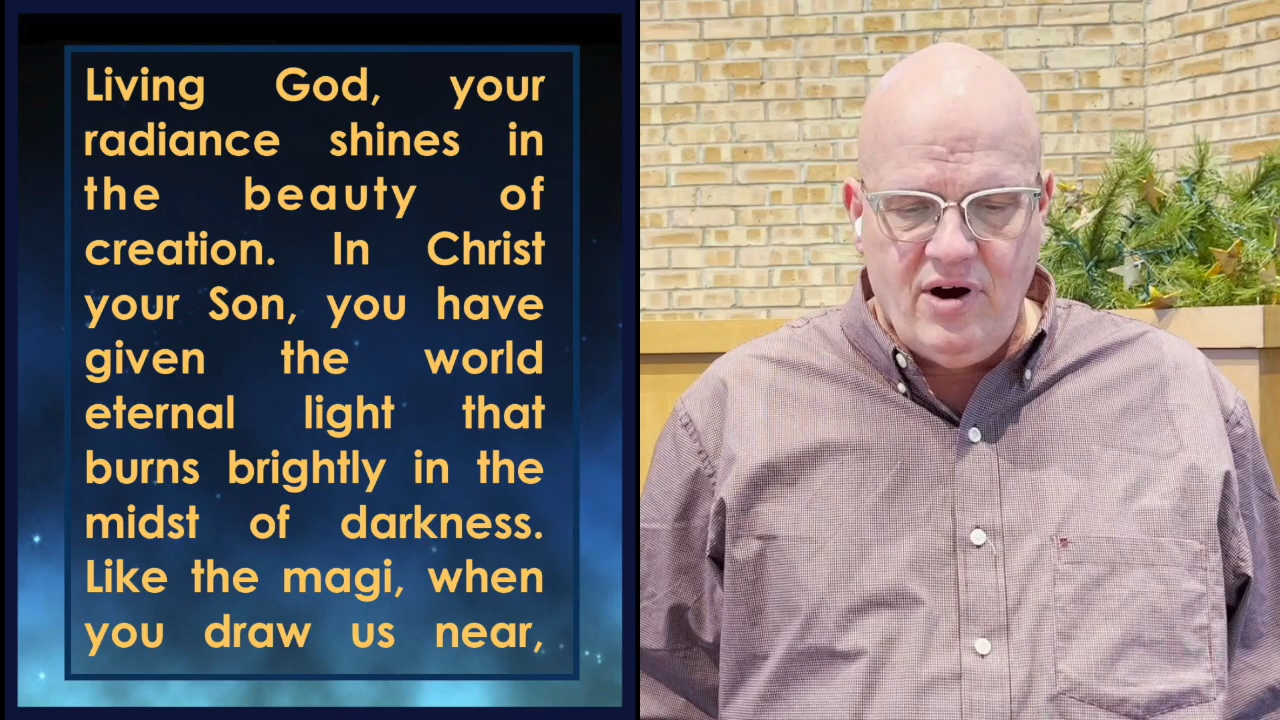 Living God, your
radiance shines in
the beauty of
creation. In Christ
your Son, you have
given the world
eternal light that
burns brightly in the
midst of darkness.
Like the magi, when
you draw us near,